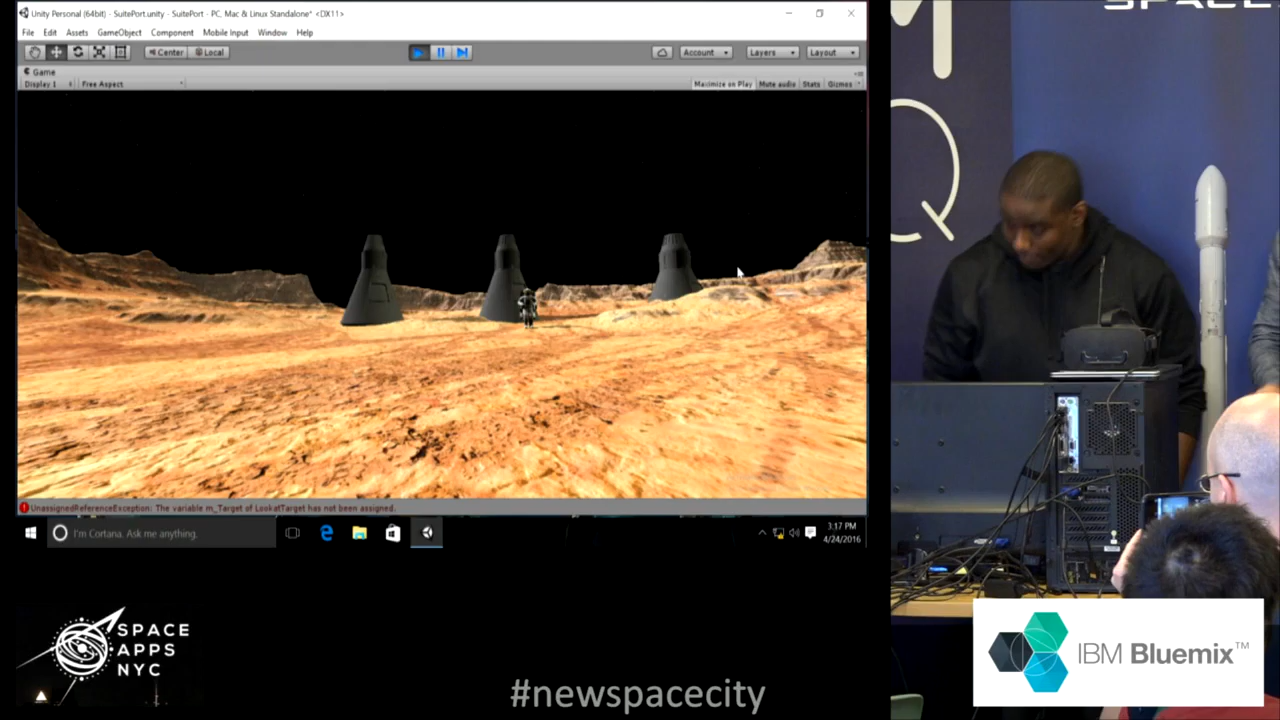 Unity Personal (64bit) - SuitePort.unity - SuitePort - PC, Mac & Linux Standalone* <DX11>
File Edit Assets GameObject Component Mobile Input Window Help
Center Local Account Layers Layout
Game
Display 1 Free Aspect Maximize on Play Mute audio Stats Gizmos
UnassignedReferenceException: The variable m_Target of LookatTarget has not been assigned.
I'm Cortana. Ask me anything.
3:17 PM
4/24/2016
SPACE
APPS
NYC
#newspacecity
SPACE
M
Q
IBM Bluemix™